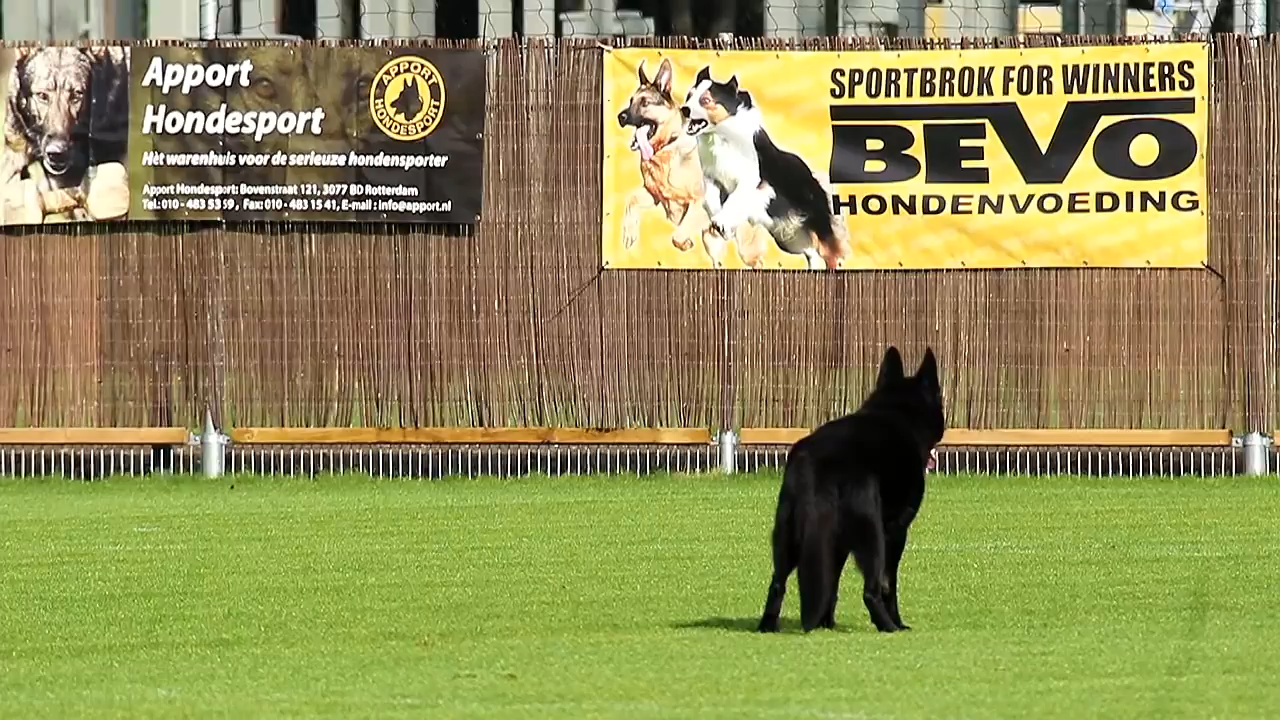 Apport
Hondesport
APPORT
HONDESPORT
Hèt warenhuis voor de serieuze hondensporter
Apport Hondesport: Bovenstraat 121, 3077 BD Rotterdam
Tel.: 010 - 483 53 59, Fax: 010 - 483 15 41, E-mail: info@apport.nl
SPORTBROK FOR WINNERS
BEVO
HONDENVOEDING